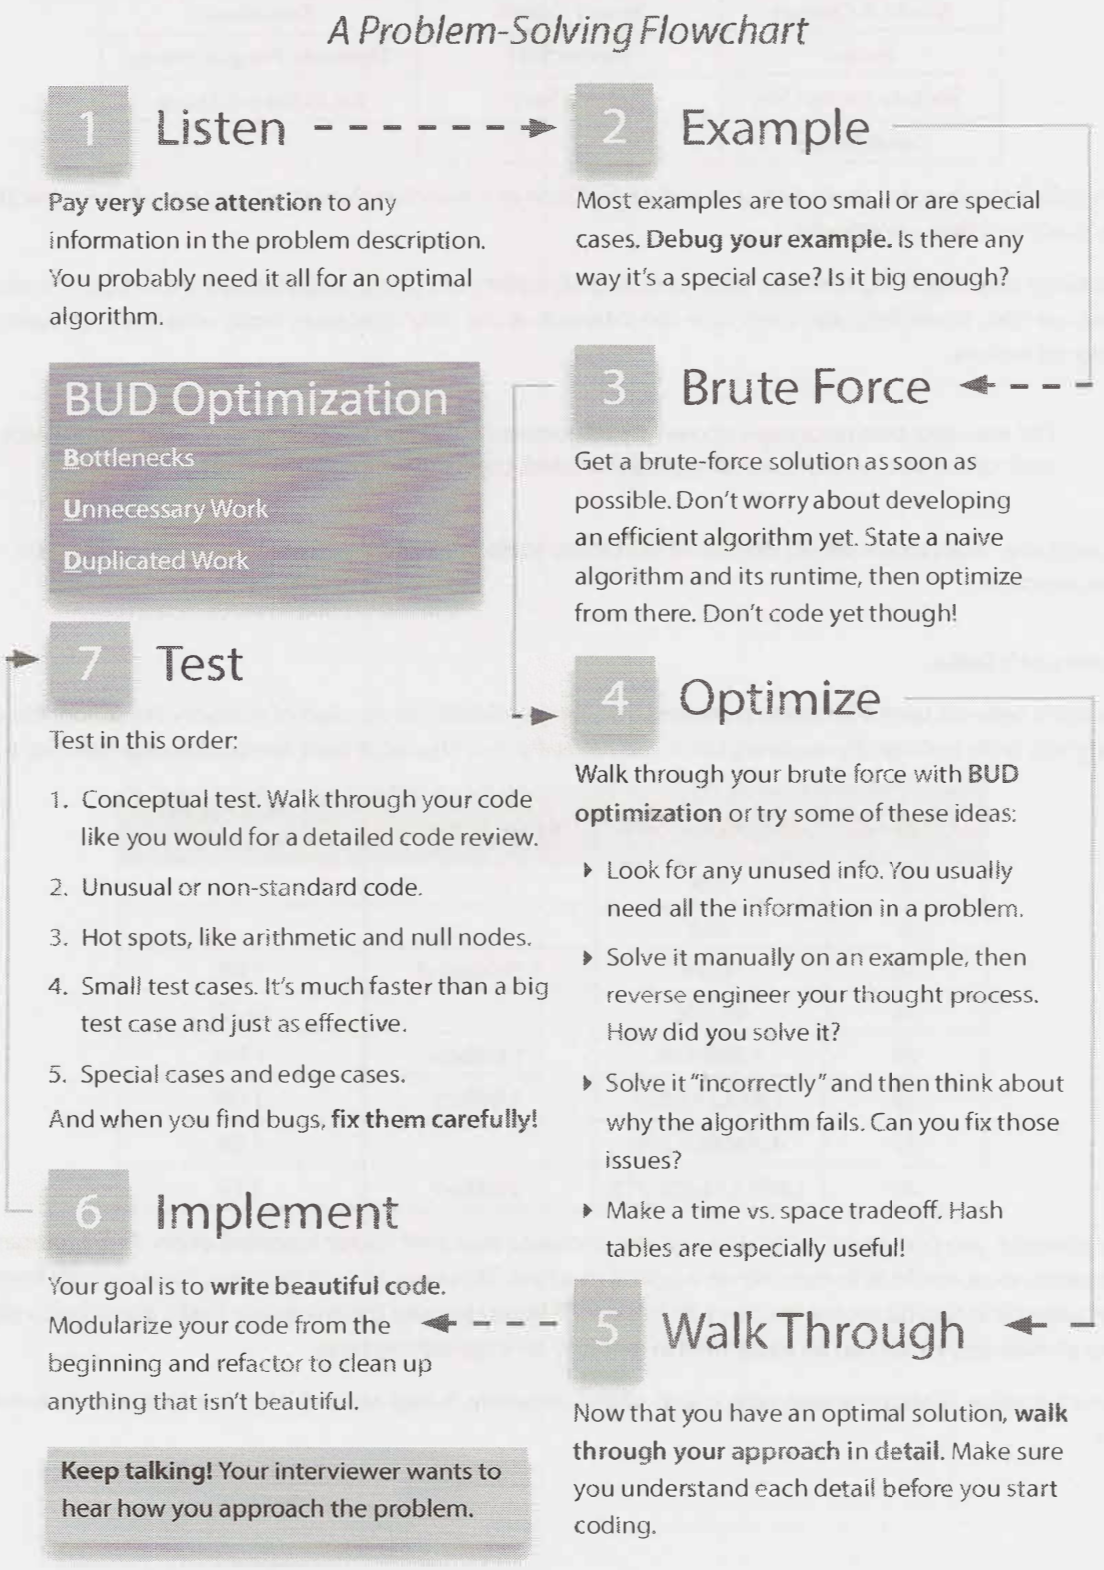 A Problem-Solving Flowchart
1 Listen
Pay very close attention to any
information in the problem description.
You probably need it all for an optimal
algorithm.
2 Example
Most examples are too small or are special
cases. Debug your example. Is there any
way it's a special case? Is it big enough?
BUD Optimization
Bottlenecks
Unnecessary Work
Duplicated Work
3 Brute Force
Get a brute-force solution as soon as
possible. Don't worry about developing
an efficient algorithm yet. State a naive
algorithm and its runtime, then optimize
from there. Don't code yet though!
4 Optimize
Walk through your brute force with BUD
optimization or try some of these ideas:
Look for any unused info. You usually
need all the information in a problem.
Solve it manually on an example, then
reverse engineer your thought process.
How did you solve it?
Solve it "incorrectly" and then think about
why the algorithm fails. Can you fix those
issues?
Make a time vs. space tradeoff. Hash
tables are especially useful!
5 Walk Through
Now that you have an optimal solution, walk
through your approach in detail. Make sure
you understand each detail before you start
coding.
6 Implement
Your goal is to write beautiful code.
Modularize your code from the
beginning and refactor to clean up
anything that isn't beautiful.
7 Test
Test in this order:
1. Conceptual test. Walk through your code
like you would for a detailed code review.
2. Unusual or non-standard code.
3. Hot spots, like arithmetic and null nodes.
4. Small test cases. It's much faster than a big
test case and just as effective.
5. Special cases and edge cases.
And when you find bugs, fix them carefully!
Keep talking! Your interviewer wants to
hear how you approach the problem.